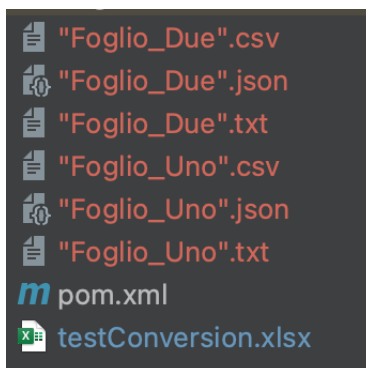 "Foglio_Due".csv
"Foglio_Due".json
"Foglio_Due".txt
"Foglio_Uno".csv
"Foglio_Uno".json
"Foglio_Uno".txt
pom.xml
testConversion.xlsx